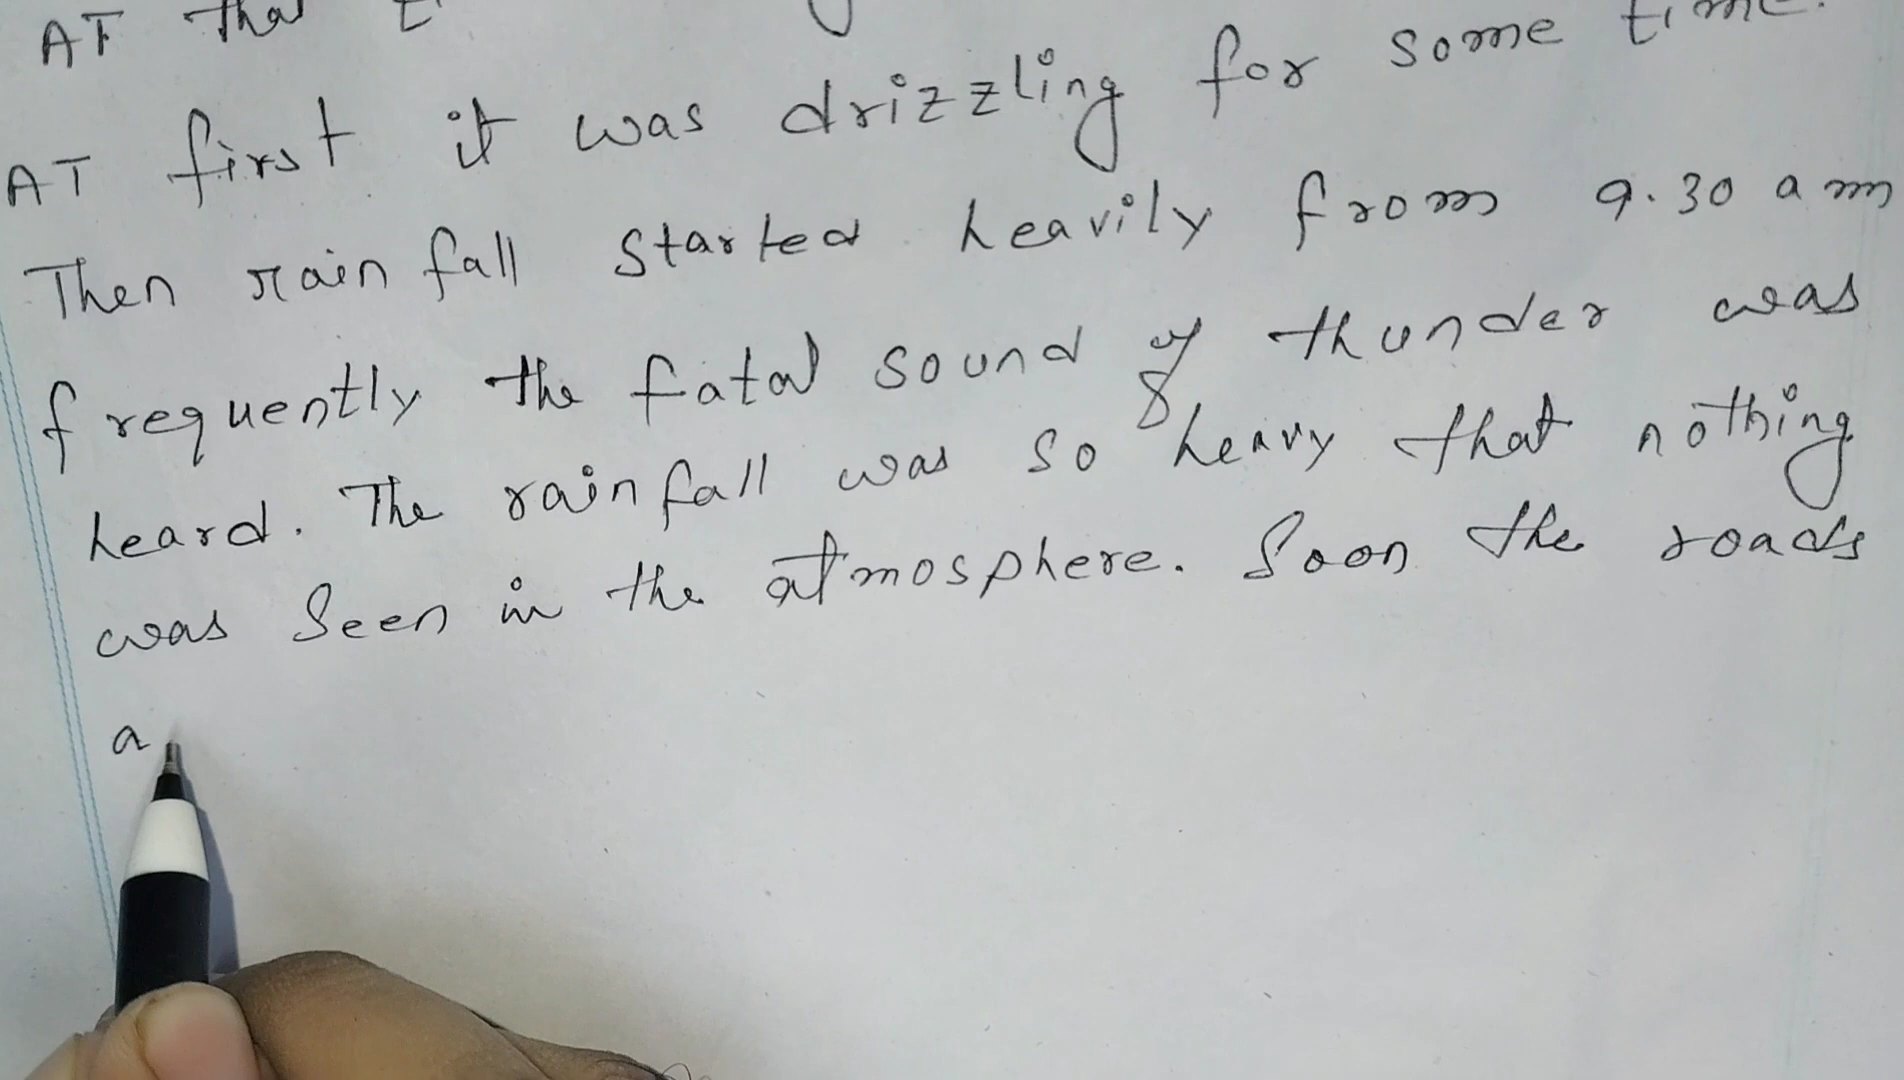 AT that
AT first it was drizzling for some time.
Then rain fall started heavily from 9.30 am
frequently the fatal sound of thunder was
heard. The rainfall was so heavy that nothing
was seen in the atmosphere. Soon the roads
a